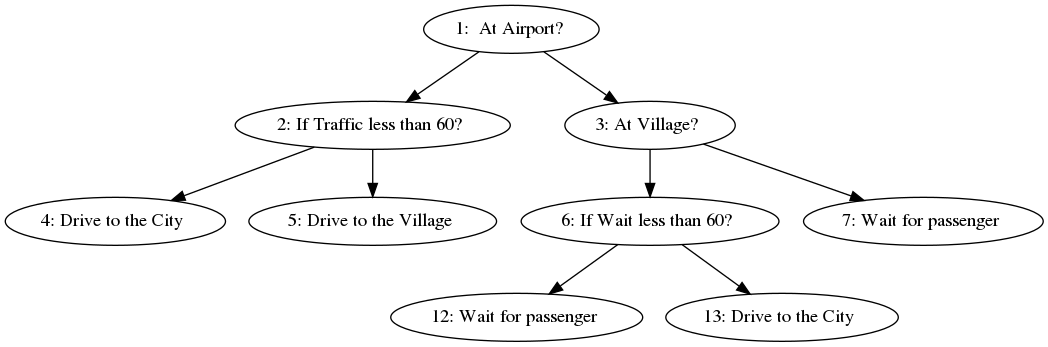 1:  At Airport?
2: If Traffic less than 60?
3: At Village?
4: Drive to the City
5: Drive to the Village
6: If Wait less than 60?
7: Wait for passenger
12: Wait for passenger
13: Drive to the City